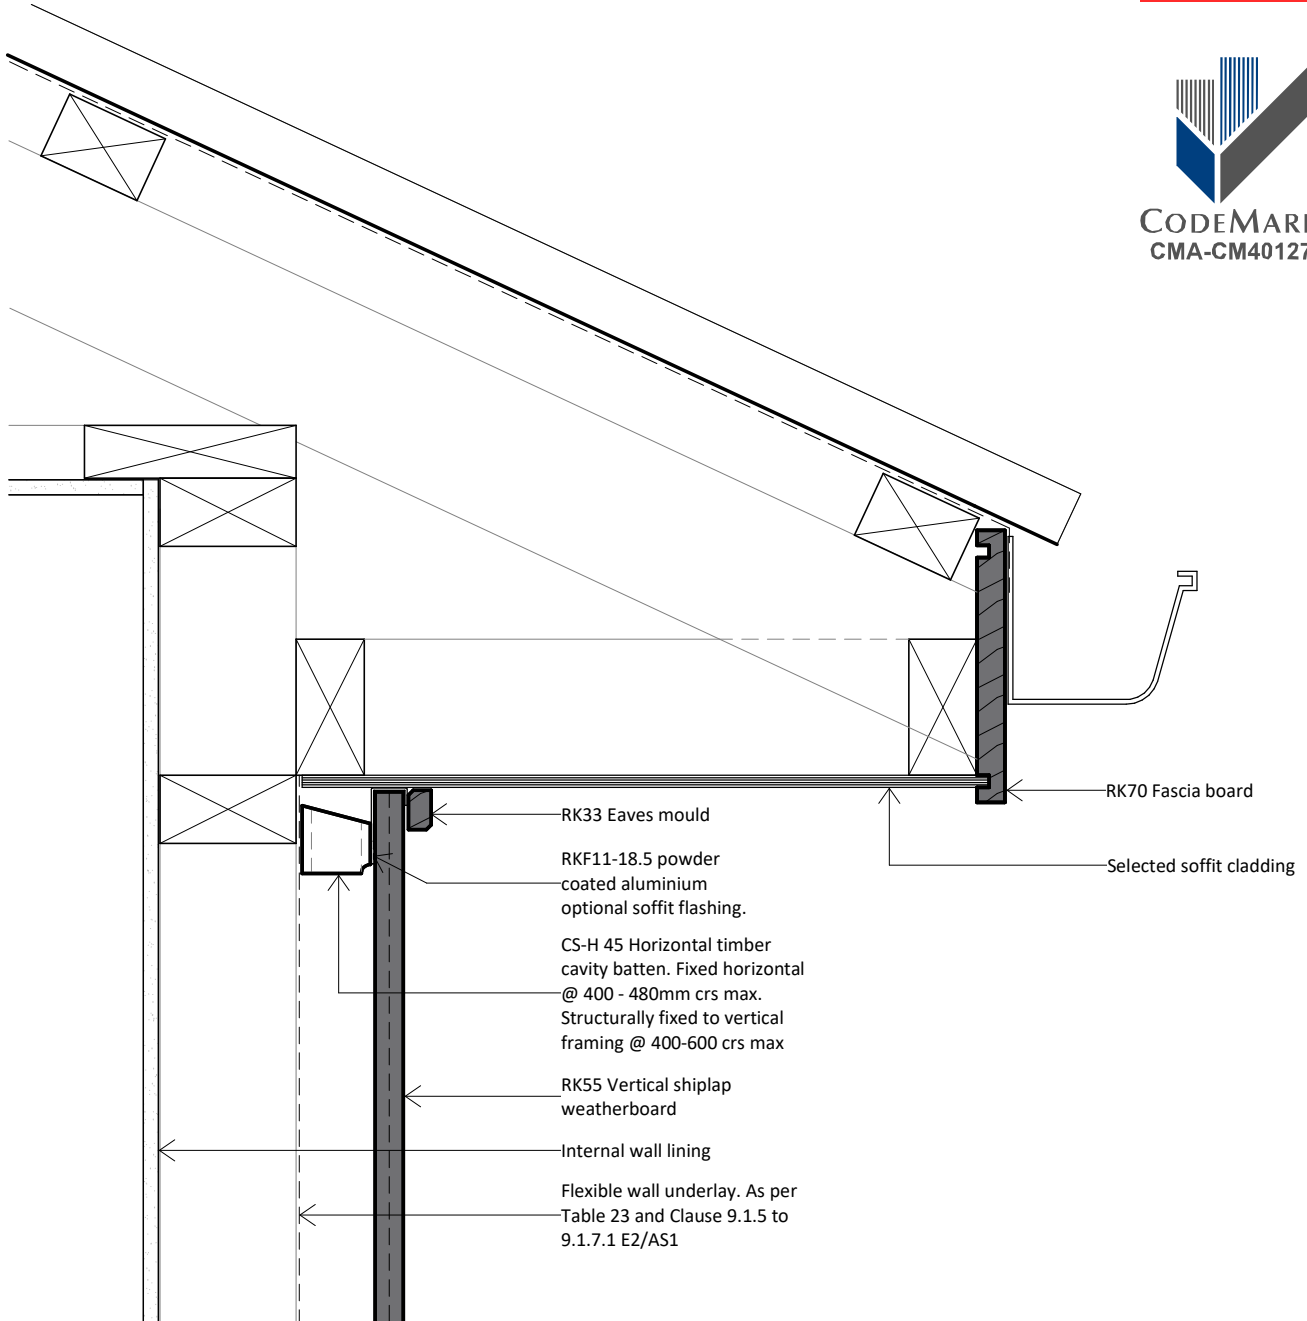 CODEMAR
CMA-CM40127
RK33 Eaves mould
RKF11-18.5 powder
coated aluminium
optional soffit flashing.
CS-H 45 Horizontal timber
cavity batten. Fixed horizontal
@ 400 - 480mm crs max.
Structurally fixed to vertical
framing @ 400-600 crs max
RK55 Vertical shiplap
weatherboard
Internal wall lining
Flexible wall underlay. As per
Table 23 and Clause 9.1.5 to
9.1.7.1 E2/AS1
RK70 Fascia board
Selected soffit cladding